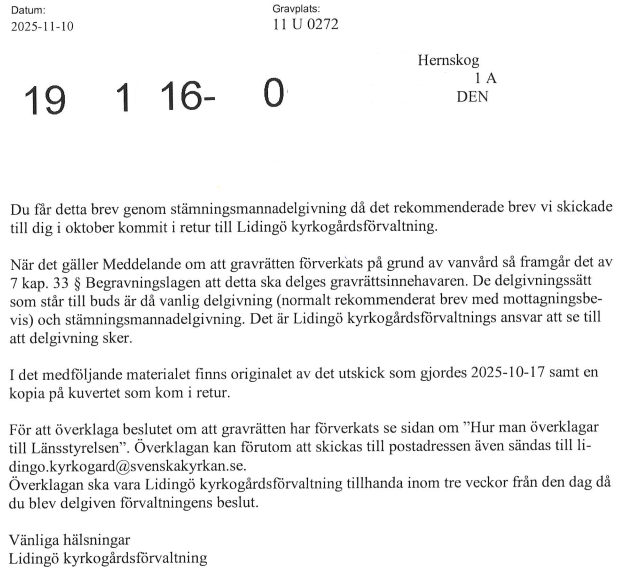 Datum:
2025-11-10
Gravplats:
11 U 0272
Hernskog
1 A
DEN
19 1 16- 0
Du får detta brev genom stämningsmannadelgivning då det rekommenderade brev vi skickade
till dig i oktober kommit i retur till Lidingö kyrkogårdsförvaltning.
När det gäller Meddelande om att gravrätten förverkats på grund av vanvård så framgår det av
7 kap. 33 § Begravningslagen att detta ska delges gravrättsinnehavaren. De delgivningssätt
som står till buds är då vanlig delgivning (normalt rekommenderat brev med mottagningsbe-
vis) och stämningsmannadelgivning. Det är Lidingö kyrkogårdsförvaltnings ansvar att se till
att delgivning sker.
I det medföljande materialet finns originalet av det utskick som gjordes 2025-10-17 samt en
kopia på kuvertet som kom i retur.
För att överklaga beslutet om att gravrätten har förverkats se sidan om ”Hur man överklagar
till Länsstyrelsen”. Överklagan kan förutom att skickas till postadressen även sändas till li-
dingo.kyrkogard@svenskakyrkan.se.
Överklagan ska vara Lidingö kyrkogårdsförvaltning tillhanda inom tre veckor från den dag då
du blev delgiven förvaltningens beslut.
Vänliga hälsningar
Lidingö kyrkogårdsförvaltning